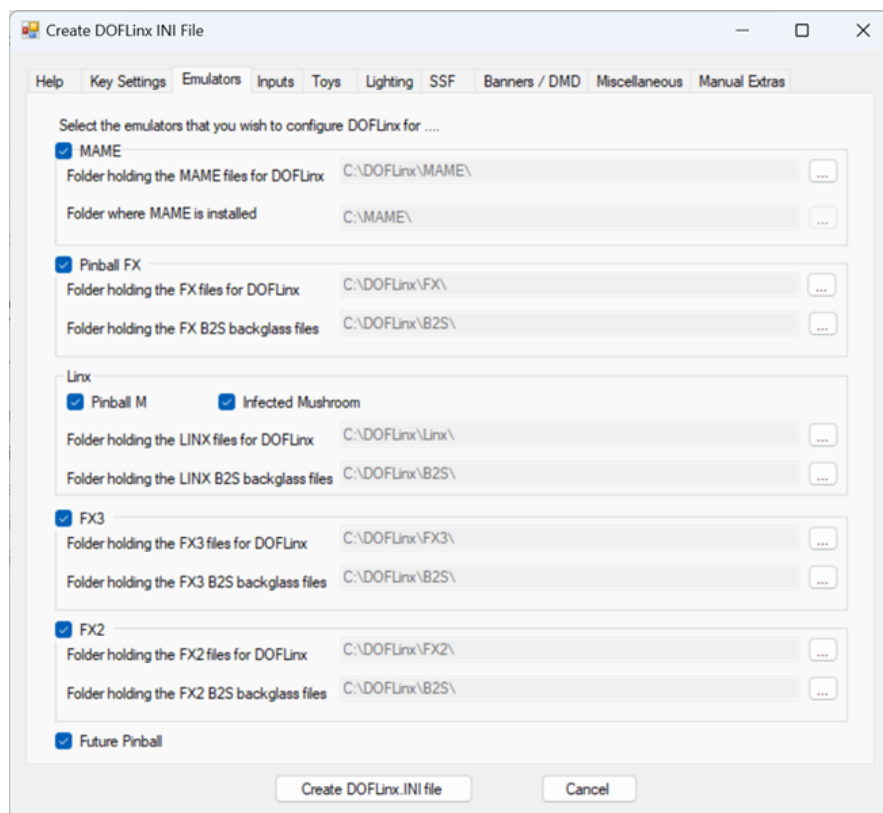 Create DOFLinx INI File
Help Key Settings Emulators Inputs Toys Lighting SSF Banners / DMD Miscellaneous Manual Extras
Select the emulators that you wish to configure DOFLinx for ....
MAME
Folder holding the MAME files for DOFLinx C:\DOFLinx\MAME\ ...
Folder where MAME is installed C:\MAME\ ...
Pinball FX
Folder holding the FX files for DOFLinx C:\DOFLinx\FX\ ...
Folder holding the FX B2S backglass files C:\DOFLinx\B2S\ ...
Linx
Pinball M Infected Mushroom
Folder holding the LINX files for DOFLinx C:\DOFLinx\Linx\ ...
Folder holding the LINX B2S backglass files C:\DOFLinx\B2S\ ...
FX3
Folder holding the FX3 files for DOFLinx C:\DOFLinx\FX3\ ...
Folder holding the FX3 B2S backglass files C:\DOFLinx\B2S\ ...
FX2
Folder holding the FX2 files for DOFLinx C:\DOFLinx\FX2\ ...
Folder holding the FX2 B2S backglass files C:\DOFLinx\B2S\ ...
Future Pinball
Create DOFLinx.INI file Cancel